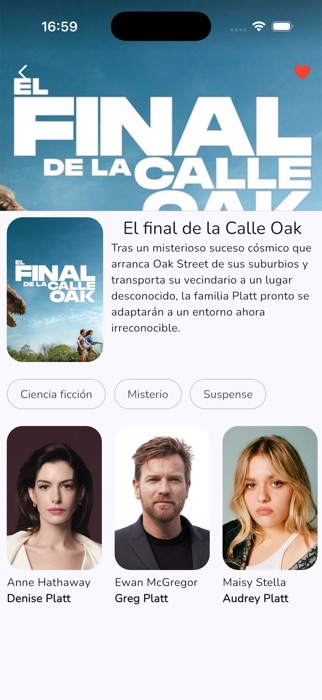 16:59
EL
FINAL
DE LA CALLE
OAK
El final de la Calle Oak
EL
FINAL
DE LA CALLE
OAK
Tras un misterioso suceso cósmico que
arranca Oak Street de sus suburbios y
transporta su vecindario a un lugar
desconocido, la familia Platt pronto se
adaptarán a un entorno ahora
irreconocible.
Ciencia ficción
Misterio
Suspense
Anne Hathaway
Denise Platt
Ewan McGregor
Greg Platt
Maisy Stella
Audrey Platt